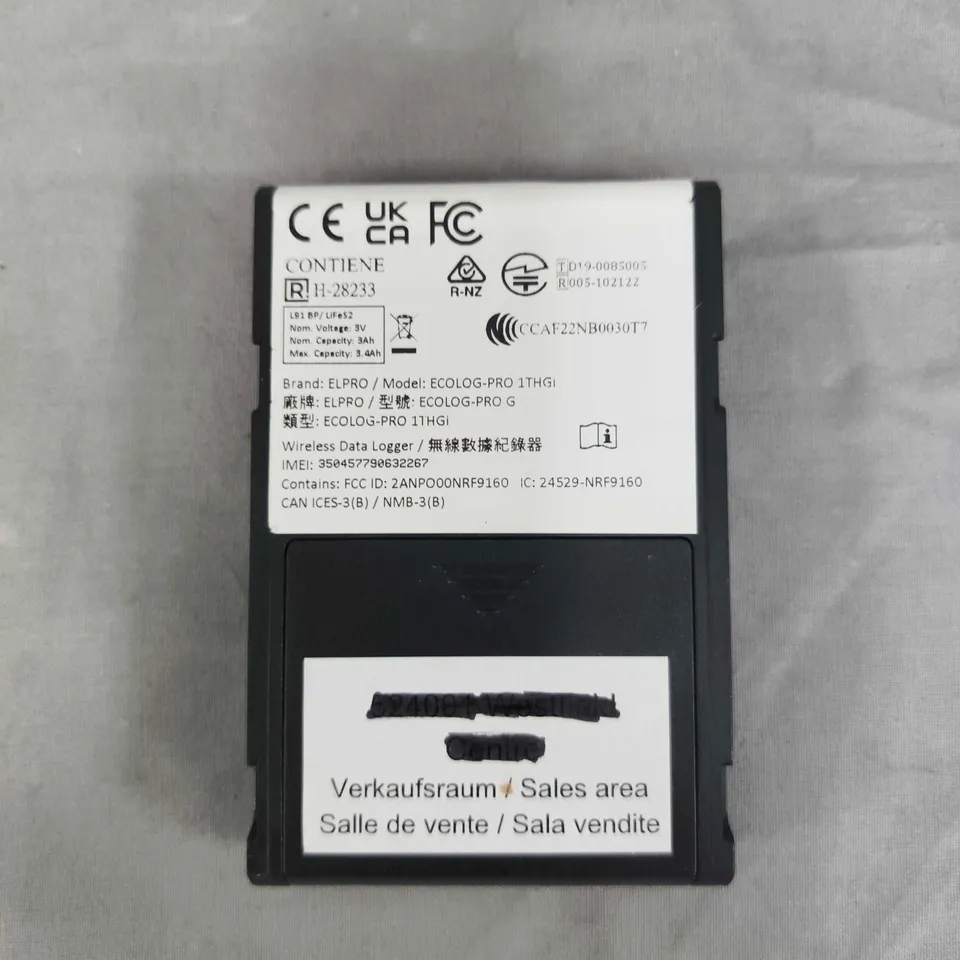 CE UK CA FC
CONTIENE
R H-28233
R-NZ
T D19-0085005
R 005-102122
CCAF22NB0030T7
L91 BP/ LiFeS2
Nom. Voltage: 3V
Nom. Capacity: 3Ah
Max. Capacity: 3.4Ah
Brand: ELPRO / Model: ECOLOG-PRO 1THGi
廠牌: ELPRO / 型號: ECOLOG-PRO G
類型: ECOLOG-PRO 1THGi
Wireless Data Logger / 無線數據紀錄器
IMEI: 350457790632267
Contains: FCC ID: 2ANPO00NRF9160 IC: 24529-NRF9160
CAN ICES-3(B) / NMB-3(B)
Centre
Verkaufsraum / Sales area
Salle de vente / Sala vendite